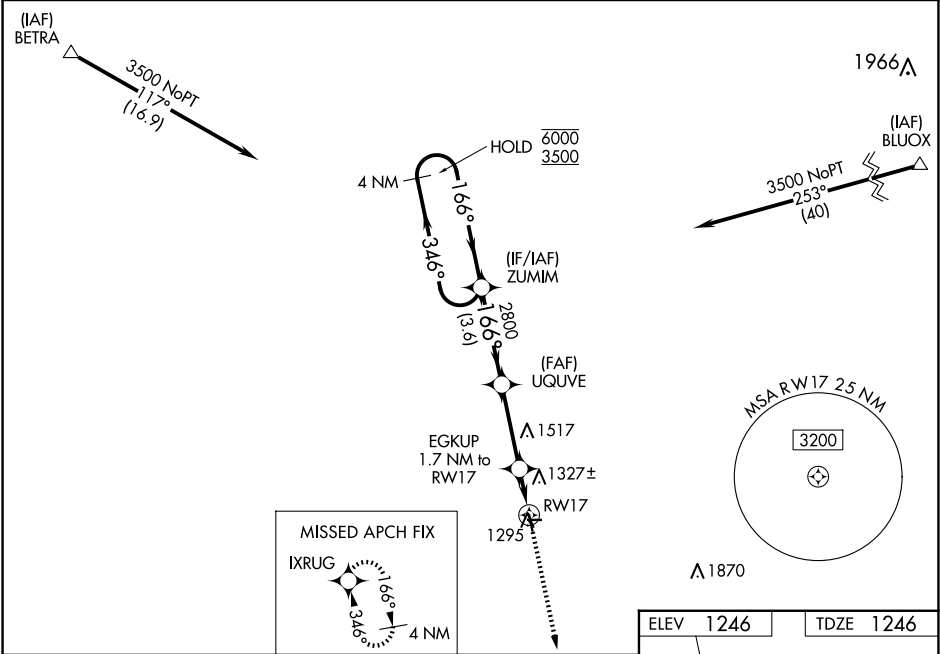 (IAF)
BETRA
3500 NoPT
117°
(16.9)
1966
(IAF)
BLUOX
3500 NoPT
253°
(40)
HOLD
6000
3500
4 NM
166°
346°
(IF/IAF)
ZUMIM
2800
166°
(3.6)
(FAF)
UQUVE
1517
EGKUP
1.7 NM to
RW17
1327±
RW17
1295
MSA RW17 25 NM
3200
MISSED APCH FIX
IXRUG
166°
346°
4 NM
1870
ELEV 1246
TDZE 1246